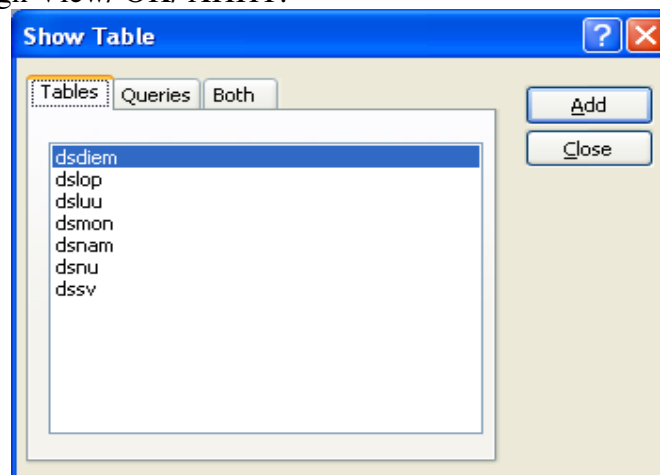 Show Table
Tables Queries Both
Add
Close
dsdiem
dslop
dsluu
dsmon
dsnam
dsnu
dssv